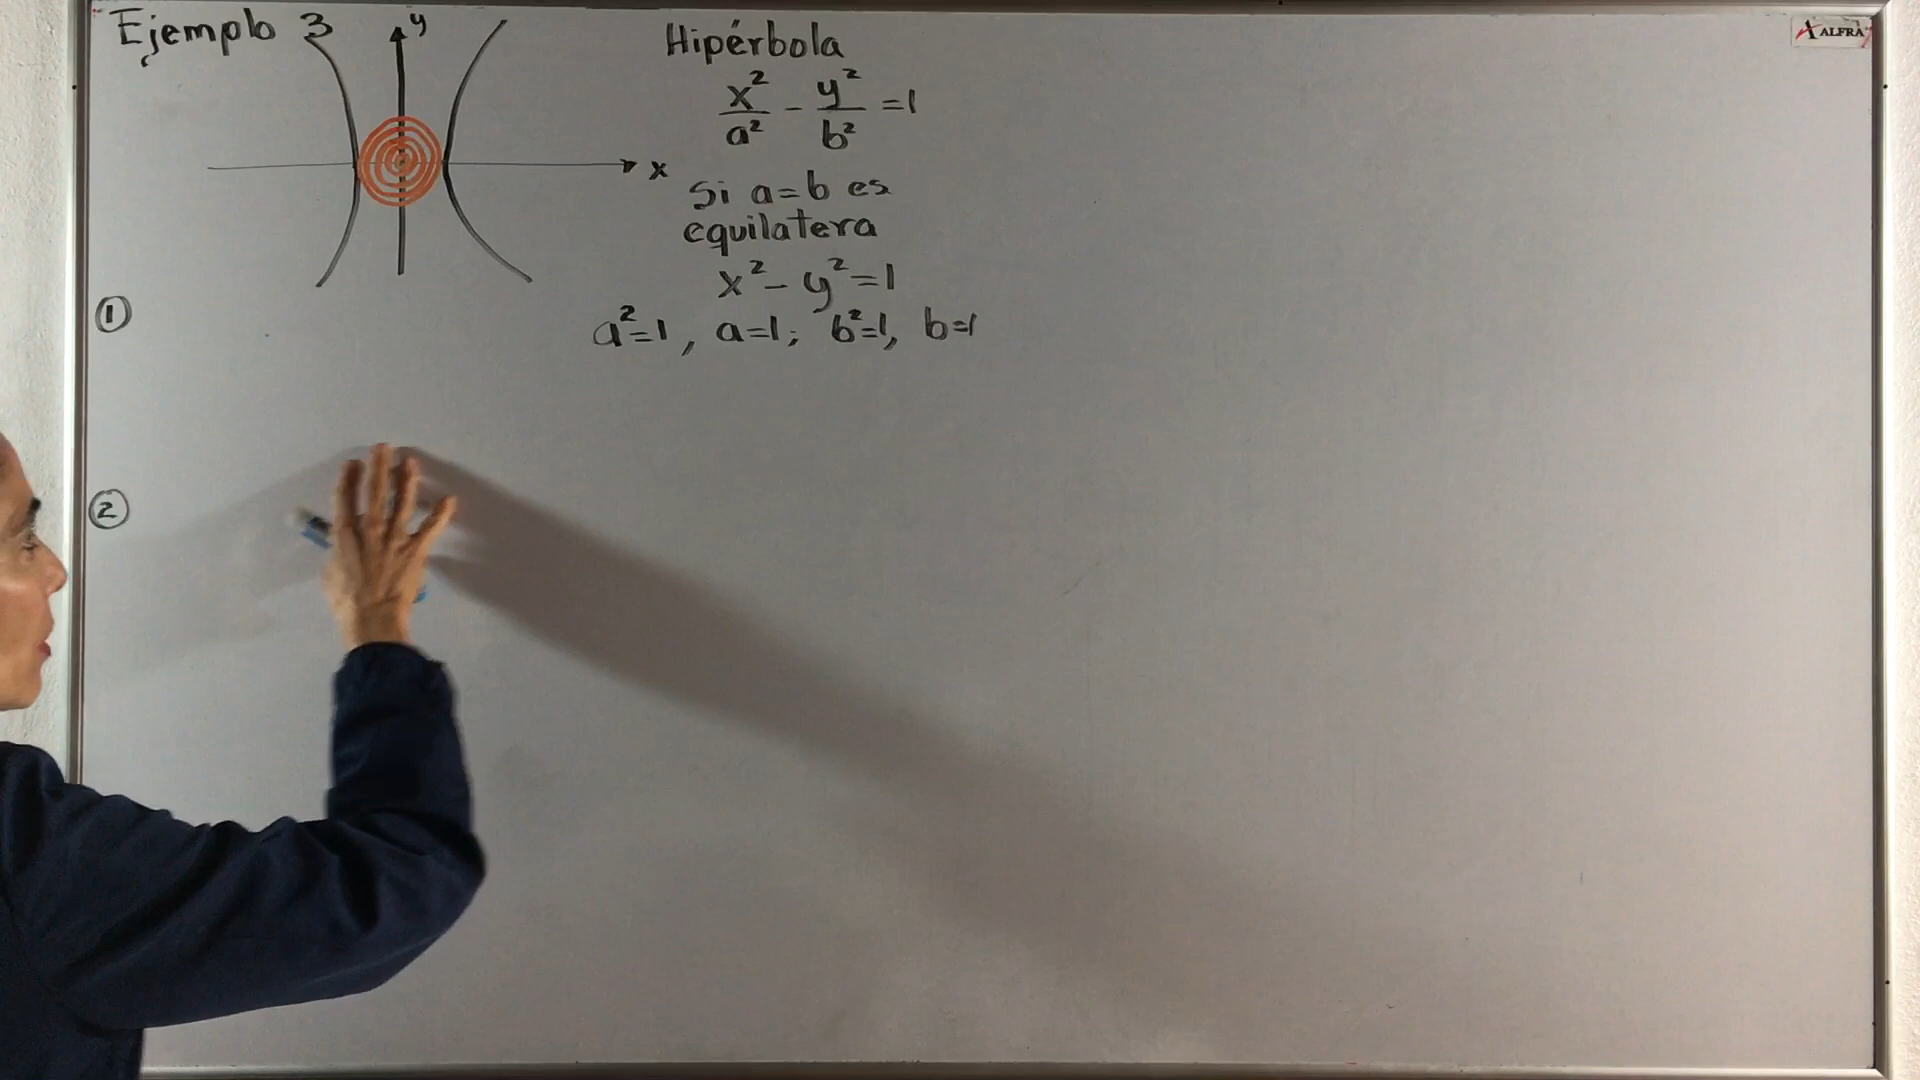 Ejemplo 3
y
x
Hipérbola
x²/a² - y²/b² = 1
Si a=b es
equilatera
x² - y² = 1
a²=1, a=1; b²=1, b=1
①
②
ALFRA